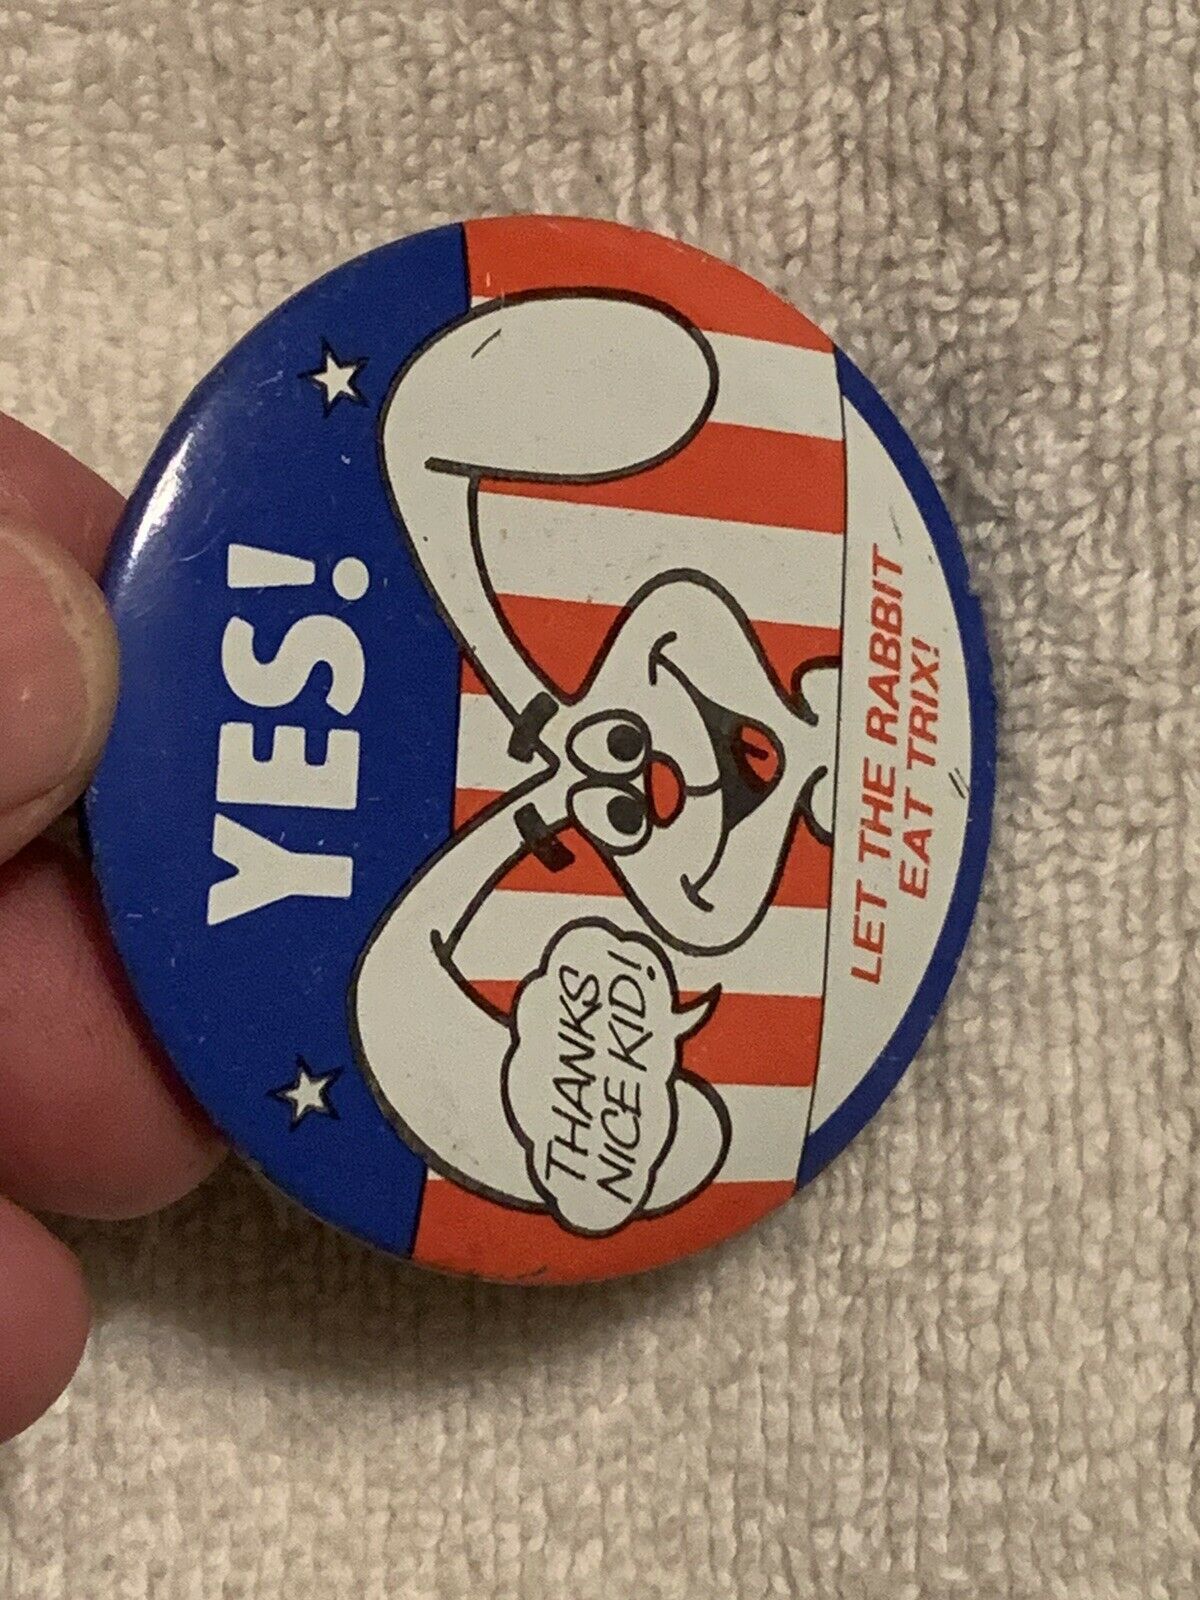 YES!
THANKS
NICE KID!
LET THE RABBIT
EAT TRIX!